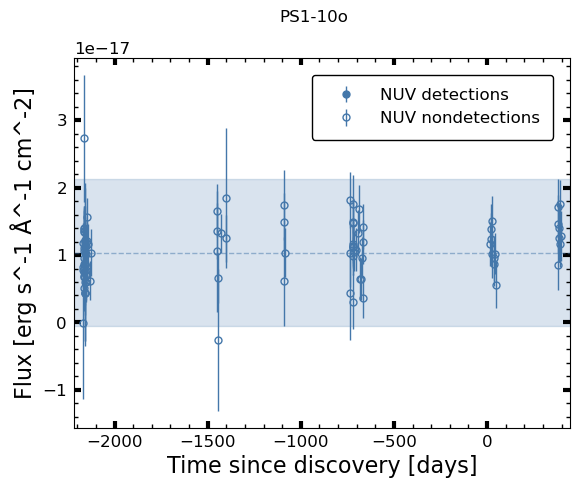 PS1-10o
1e−17
NUV detections
NUV nondetections
Flux [erg s^-1 Å^-1 cm^-2]
3
2
1
0
−1
−2000
−1500
−1000
−500
0
Time since discovery [days]